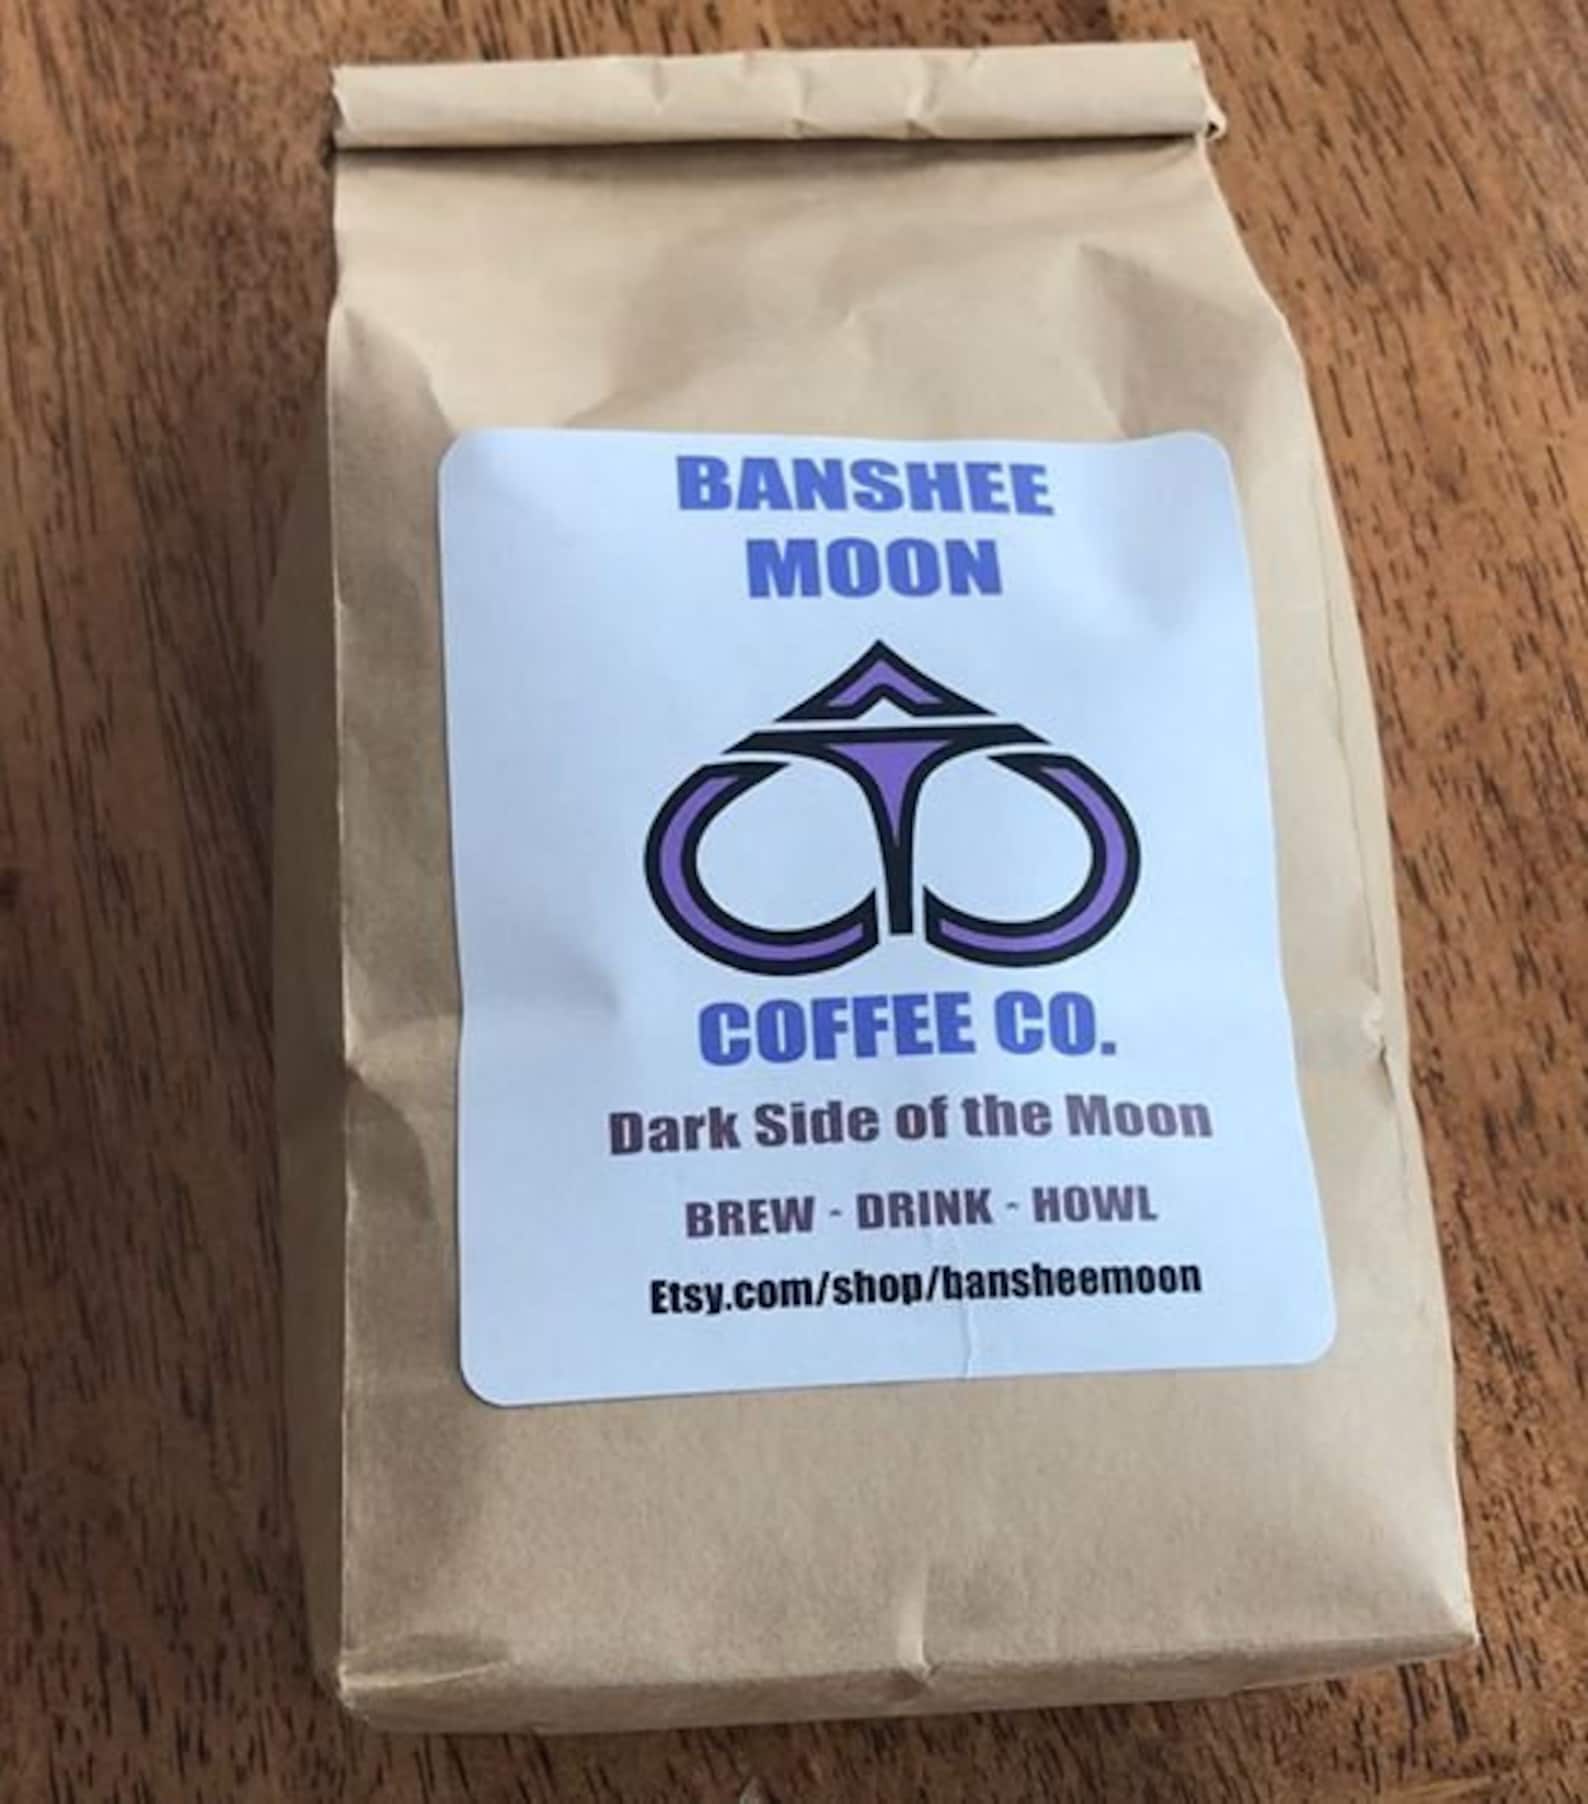 BANSHEE
MOON
COFFEE CO.
Dark Side of the Moon
BREW - DRINK - HOWL
Etsy.com/shop/bansheemoon